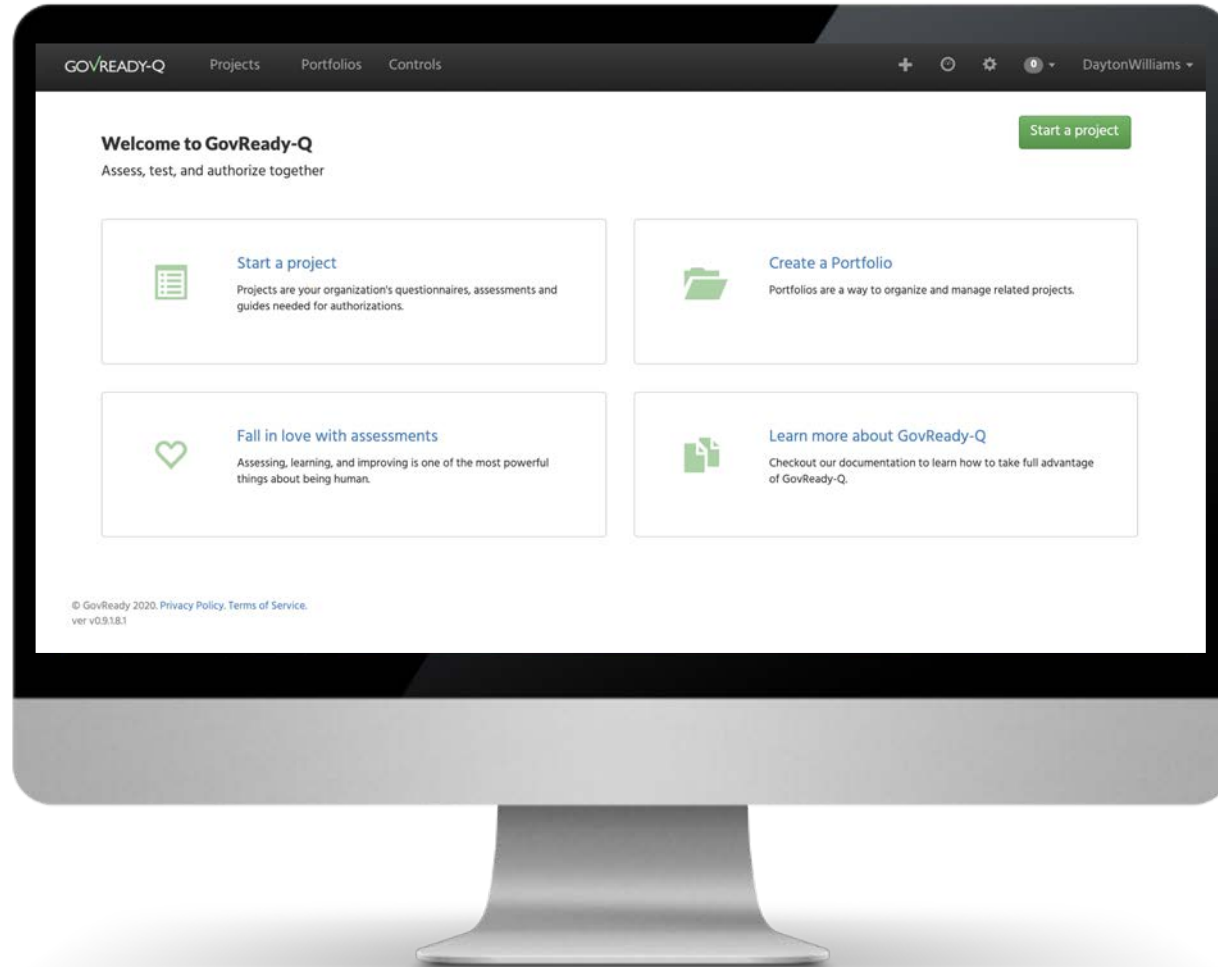 GOVREADY-Q Projects Portfolios Controls 0 DaytonWilliams
Welcome to GovReady-Q
Assess, test, and authorize together
Start a project
Start a project
Projects are your organization's questionnaires, assessments and
guides needed for authorizations.
Create a Portfolio
Portfolios are a way to organize and manage related projects.
Fall in love with assessments
Assessing, learning, and improving is one of the most powerful
things about being human.
Learn more about GovReady-Q
Checkout our documentation to learn how to take full advantage
of GovReady-Q.
© GovReady 2020. Privacy Policy. Terms of Service.
ver v0.9.1.8.1